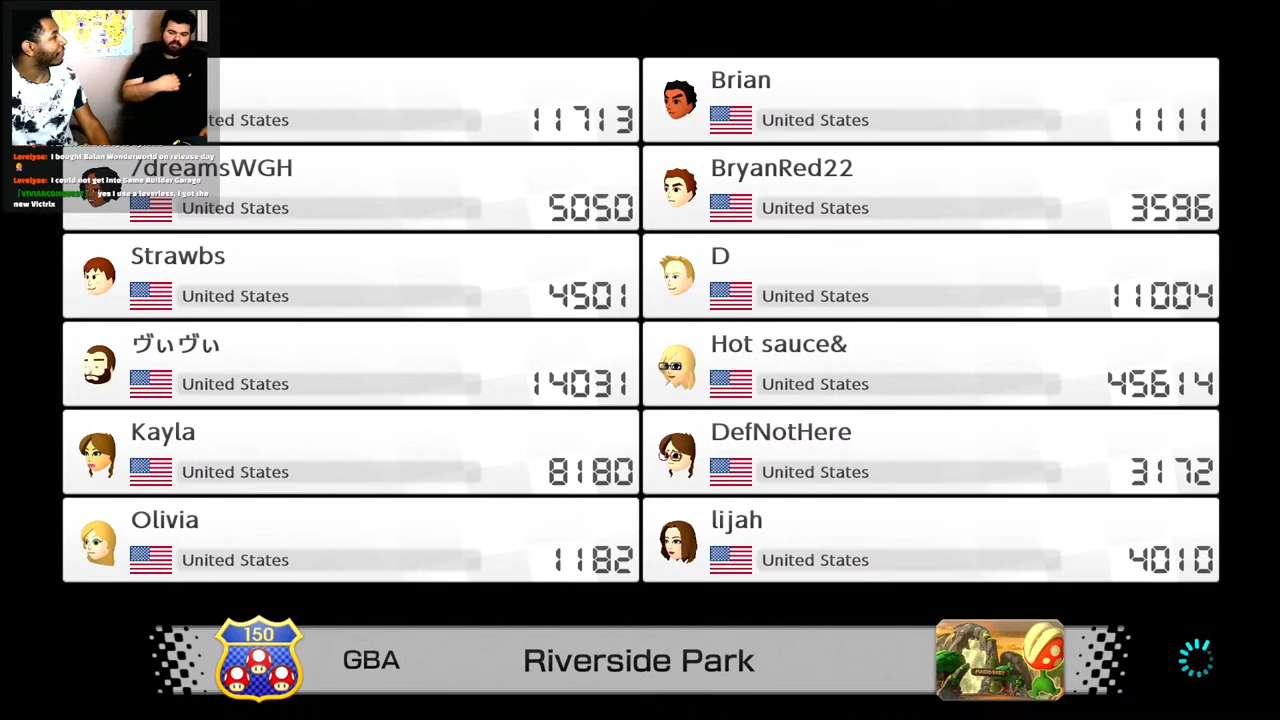 ted States
11713
Brian
United States
1111
Lorelyse: I bought Balan Wonderworld on release day
Lorelyse: I could not get into Game Builder Garage
yes I use a leverless, I got the
new Victrix
/dreamsWGH
United States
5050
BryanRed22
United States
3596
Strawbs
United States
4501
D
United States
11004
ヴぃヴぃ
United States
14031
Hot sauce&
United States
45614
Kayla
United States
8180
DefNotHere
United States
3172
Olivia
United States
1182
lijah
United States
4010
150
GBA
Riverside Park